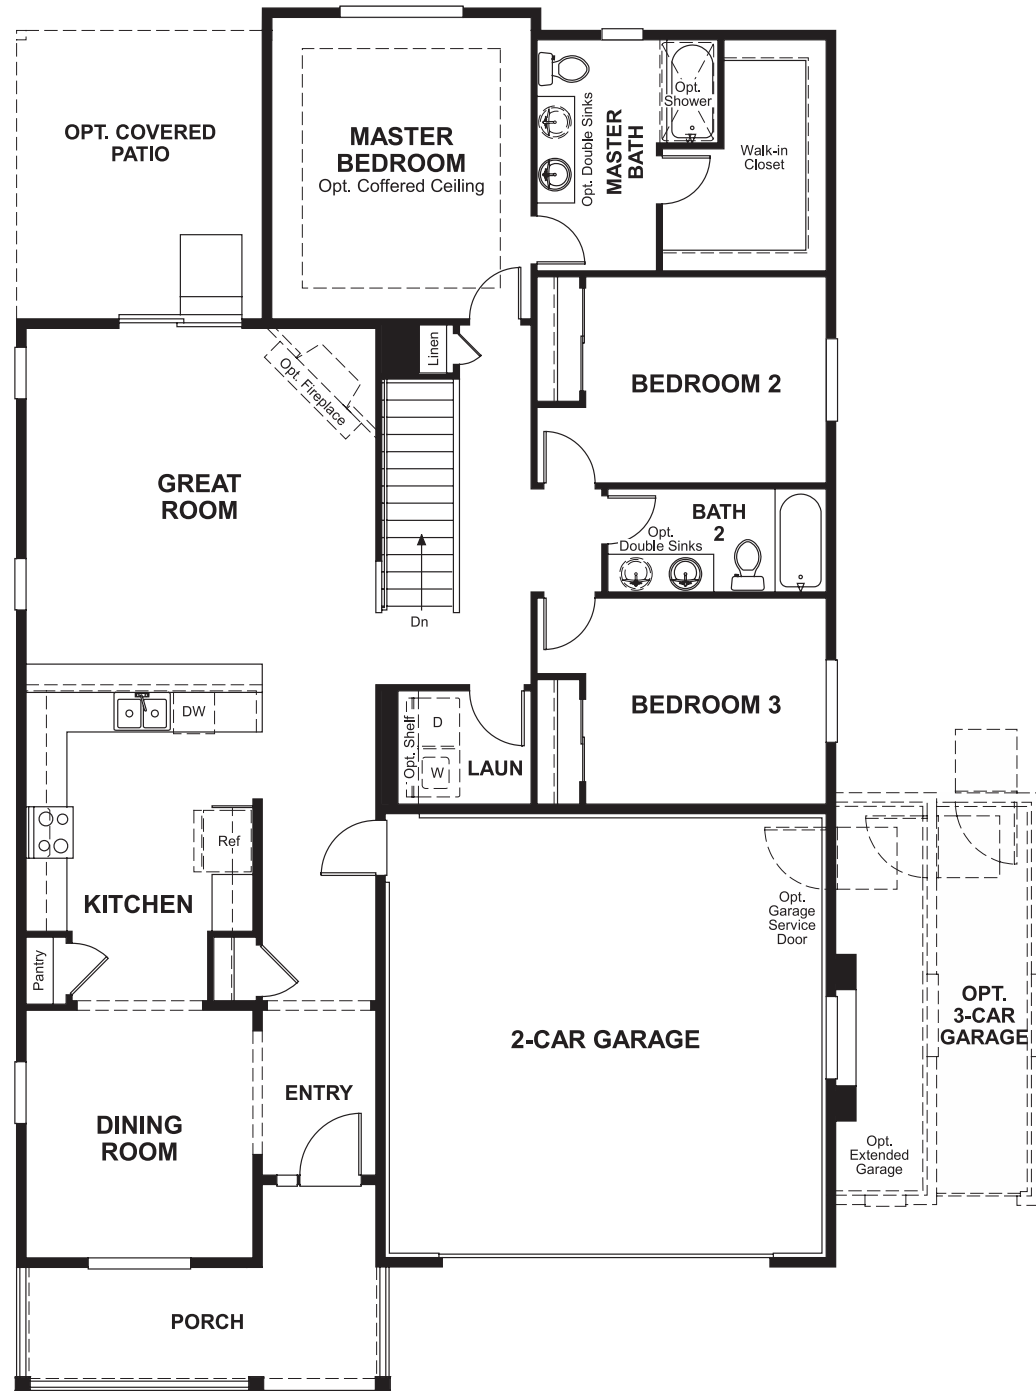 OPT. COVERED
PATIO
MASTER
BEDROOM
Opt. Coffered Ceiling
Opt. Double Sinks
MASTER
BATH
Opt.
Shower
Walk-in
Closet
Linen
Opt. Fireplace
BEDROOM 2
GREAT
ROOM
BATH
2
Opt.
Double Sinks
Dn
BEDROOM 3
DW
Opt. Shelf
D
W
LAUN
Ref
KITCHEN
Pantry
Opt.
Garage
Service
Door
2-CAR GARAGE
OPT.
3-CAR
GARAGE
ENTRY
DINING
ROOM
Opt.
Extended
Garage
PORCH